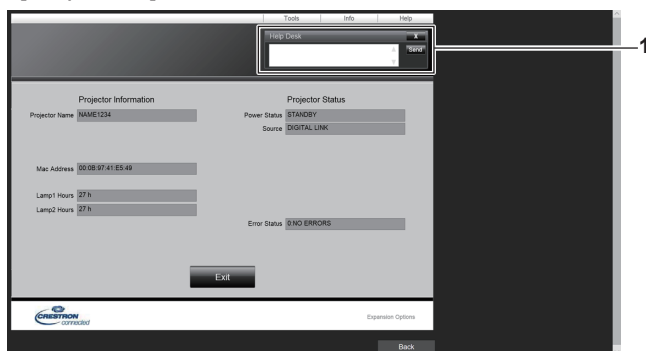 Tools Info Help
Help Desk X
Send
1
Projector Information Projector Status
Projector Name NAME1234 Power Status STANDBY
Source DIGITAL LINK
Mac Address 00:0B:97:41:E5:49
Lamp1 Hours 27 h
Lamp2 Hours 27 h
Error Status 0:NO ERRORS
Exit
CRESTRON
connected
Expansion Options
Back